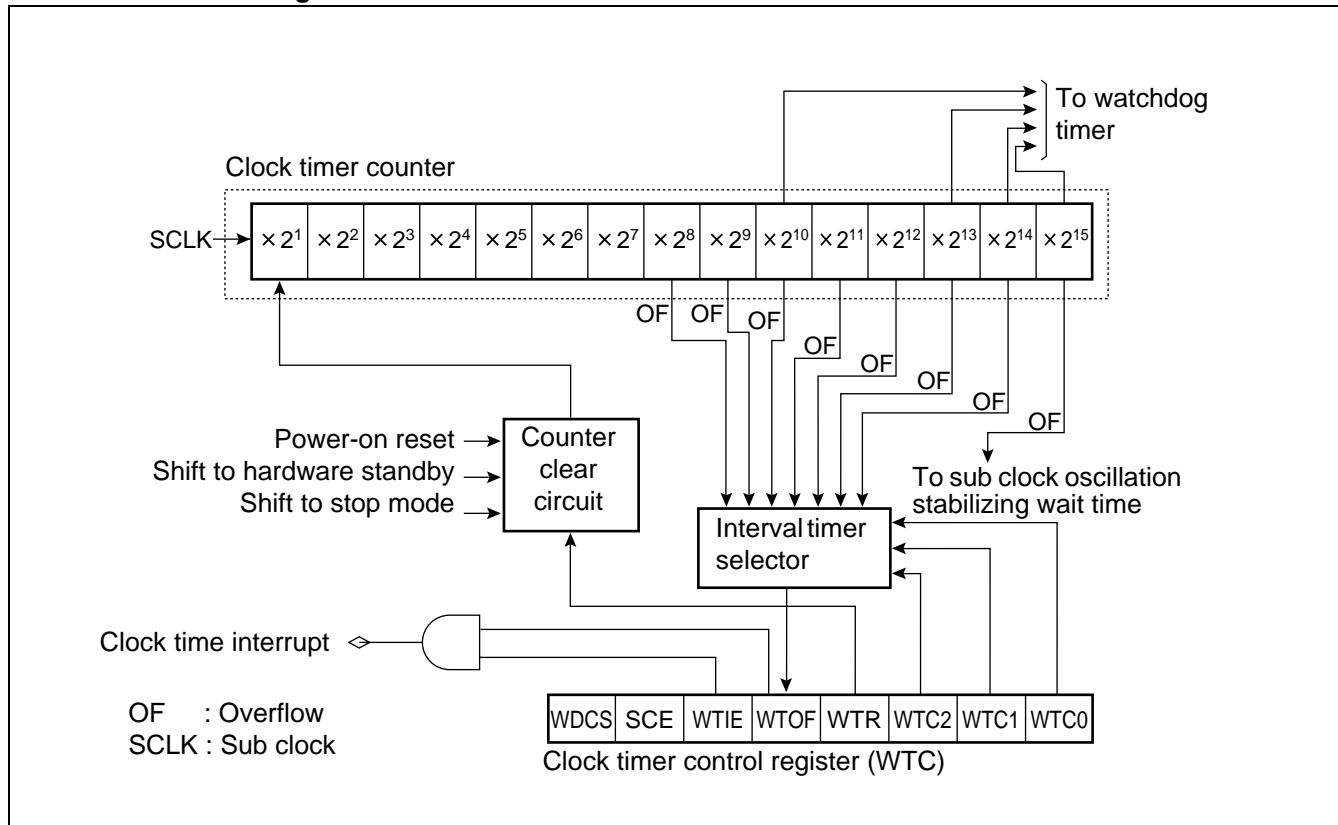 To watchdog
timer
Clock timer counter
SCLK
× 2¹ × 2² × 2³ × 2⁴ × 2⁵ × 2⁶ × 2⁷ × 2⁸ × 2⁹ × 2¹⁰ × 2¹¹ × 2¹² × 2¹³ × 2¹⁴ × 2¹⁵
OF OF OF
OF
OF
OF
OF
OF
Power-on reset
Shift to hardware standby
Shift to stop mode
Counter
clear
circuit
To sub clock oscillation
stabilizing wait time
Interval timer
selector
Clock time interrupt
OF : Overflow
SCLK : Sub clock
WDCS SCE WTIE WTOF WTR WTC2 WTC1 WTC0
Clock timer control register (WTC)